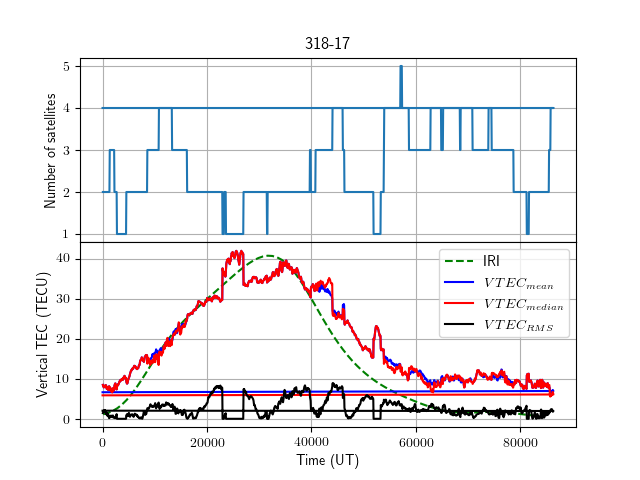 318-17
Number of satellites
5
4
3
2
1
Vertical TEC (TECU)
40
30
20
10
0
IRI
VTEC_mean
VTEC_median
VTEC_RMS
0 20000 40000 60000 80000
Time (UT)